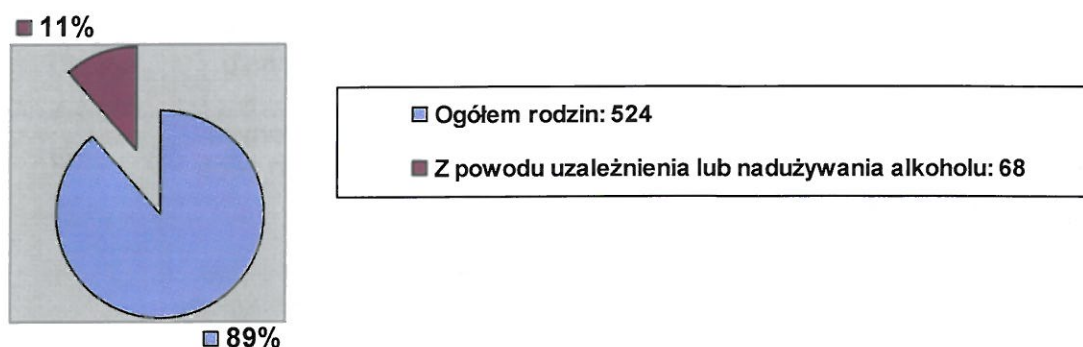 11%
Ogółem rodzin: 524
Z powodu uzależnienia lub nadużywania alkoholu: 68
89%